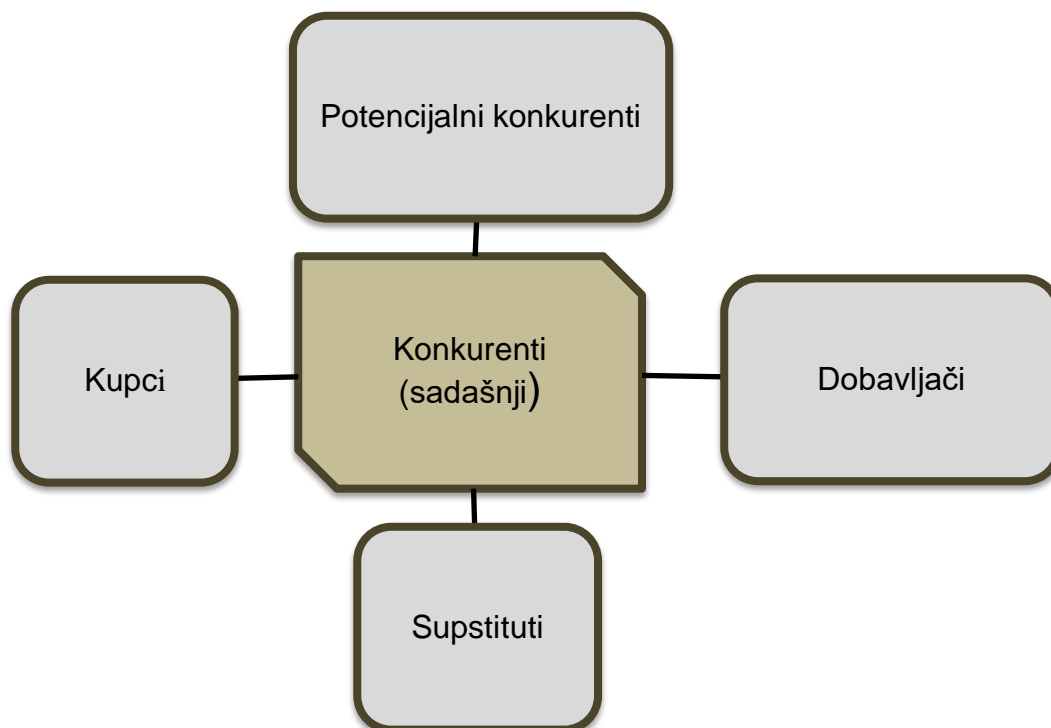 Potencijalni konkurenti
Kupci
Konkurenti
(sadašnji)
Dobavljači
Supstituti